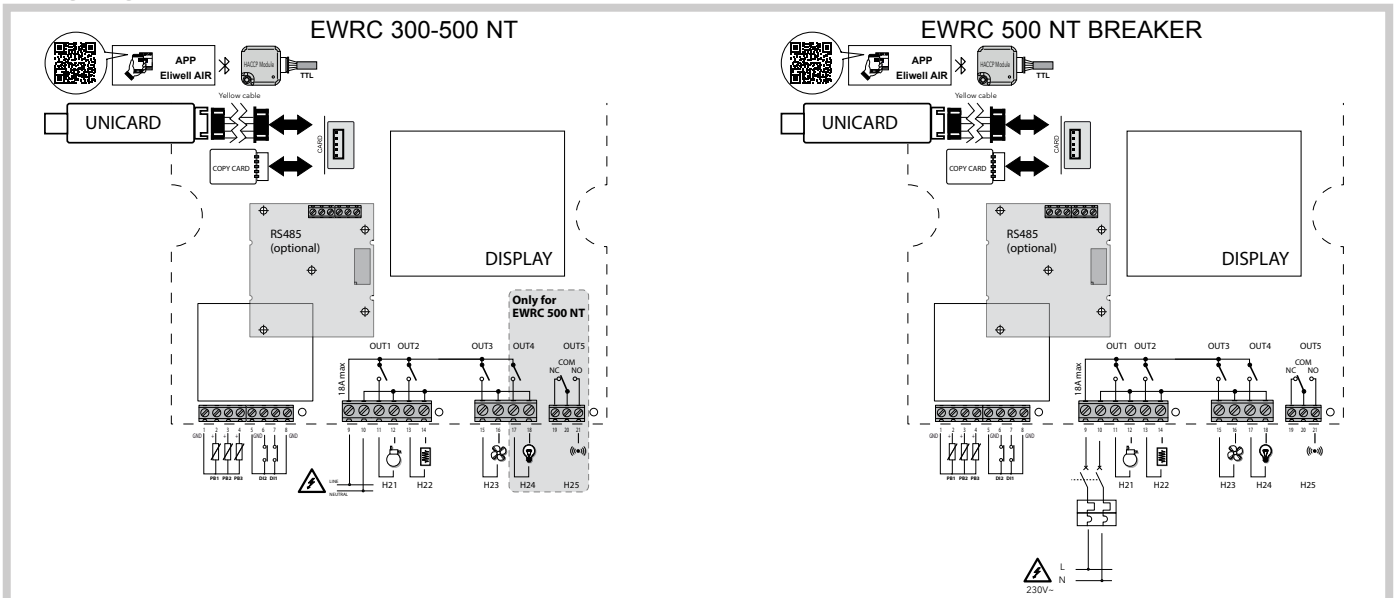 EWRC 300-500 NT
APP
Eliwell AIR
HACCP Module
TTL
Yellow cable
UNICARD
CARD
COPY CARD
RS485
(optional)
DISPLAY
Only for
EWRC 500 NT
OUT1 OUT2 OUT3 OUT4 OUT5
COM
NC NO
18A max
1 2 3 4 5 6 7 8 9 10 11 12 13 14 15 16 17 18 19 20 21
GND + + + GND GND
PB1 PB2 PB3 DI2 DI1
LINE
NEUTRAL
H21 H22 H23 H24 H25
EWRC 500 NT BREAKER
APP
Eliwell AIR
HACCP Module
TTL
Yellow cable
UNICARD
CARD
COPY CARD
RS485
(optional)
DISPLAY
OUT1 OUT2 OUT3 OUT4 OUT5
COM
NC NO
18A max
1 2 3 4 5 6 7 8 9 10 11 12 13 14 15 16 17 18 19 20 21
GND + + + GND GND
PB1 PB2 PB3 DI2 DI1
H21 H22 H23 H24 H25
L
N
230V~